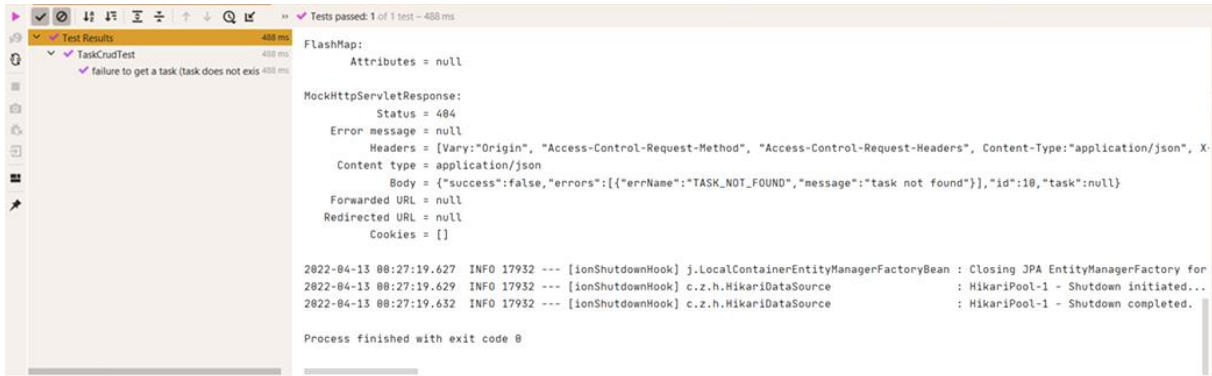 Tests passed: 1 of 1 test – 488 ms
Test Results 488 ms
TaskCrudTest 488 ms
failure to get a task (task does not exis 488 ms
FlashMap:
Attributes = null
MockHttpServletResponse:
Status = 404
Error message = null
Headers = [Vary:"Origin", "Access-Control-Request-Method", "Access-Control-Request-Headers", Content-Type:"application/json", X-
Content type = application/json
Body = {"success":false,"errors":[{"errName":"TASK_NOT_FOUND","message":"task not found"}],"id":10,"task":null}
Forwarded URL = null
Redirected URL = null
Cookies = []
2022-04-13 00:27:19.627 INFO 17932 --- [ionShutdownHook] j.LocalContainerEntityManagerFactoryBean : Closing JPA EntityManagerFactory for
2022-04-13 00:27:19.629 INFO 17932 --- [ionShutdownHook] c.z.h.HikariDataSource : HikariPool-1 - Shutdown initiated...
2022-04-13 00:27:19.632 INFO 17932 --- [ionShutdownHook] c.z.h.HikariDataSource : HikariPool-1 - Shutdown completed.
Process finished with exit code 0